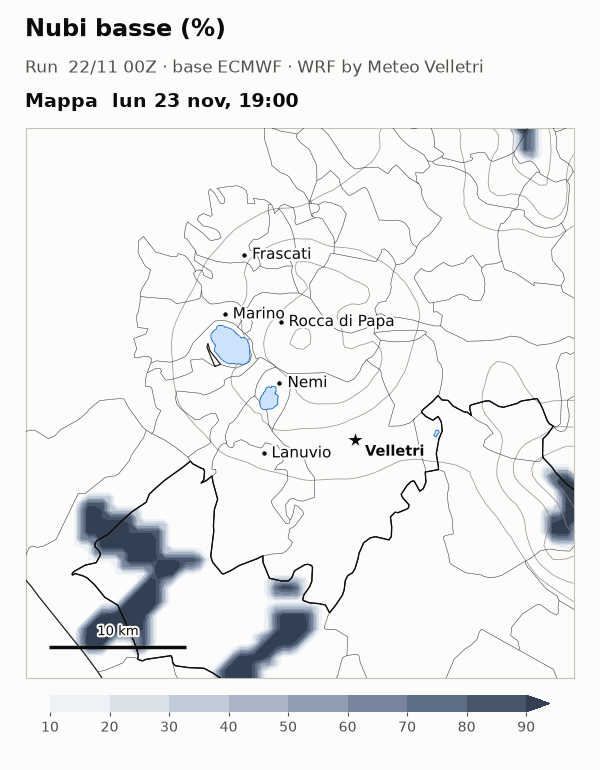 Nubi basse (%)
Run  22/11 00Z · base ECMWF · WRF by Meteo Velletri
Mappa  lun 23 nov, 19:00
Frascati
Marino
Rocca di Papa
Nemi
Velletri
Lanuvio
10 km
10 20 30 40 50 60 70 80 90